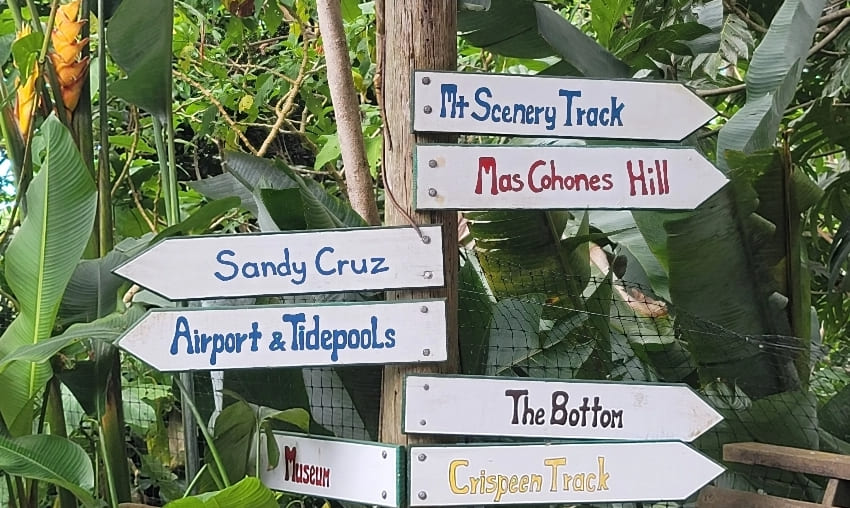 Mt Scenery Track
Mas Cohones Hill
Sandy Cruz
Airport & Tidepools
The Bottom
Museum
Crispeen Track